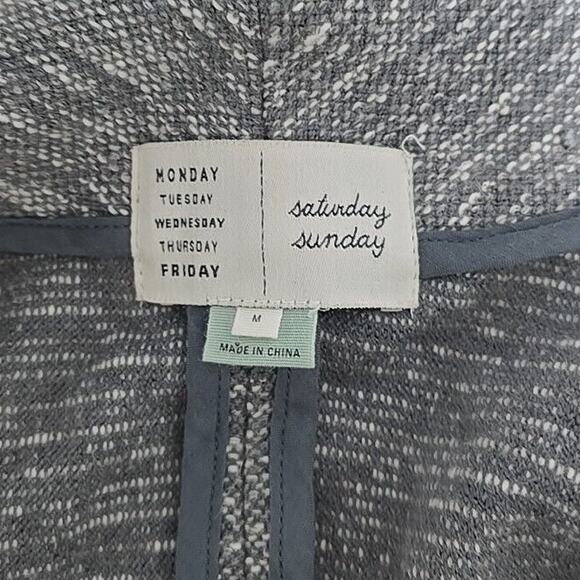 MONDAY
TUESDAY
WEDNESDAY
THURSDAY
FRIDAY
saturday
sunday
M
MADE IN CHINA